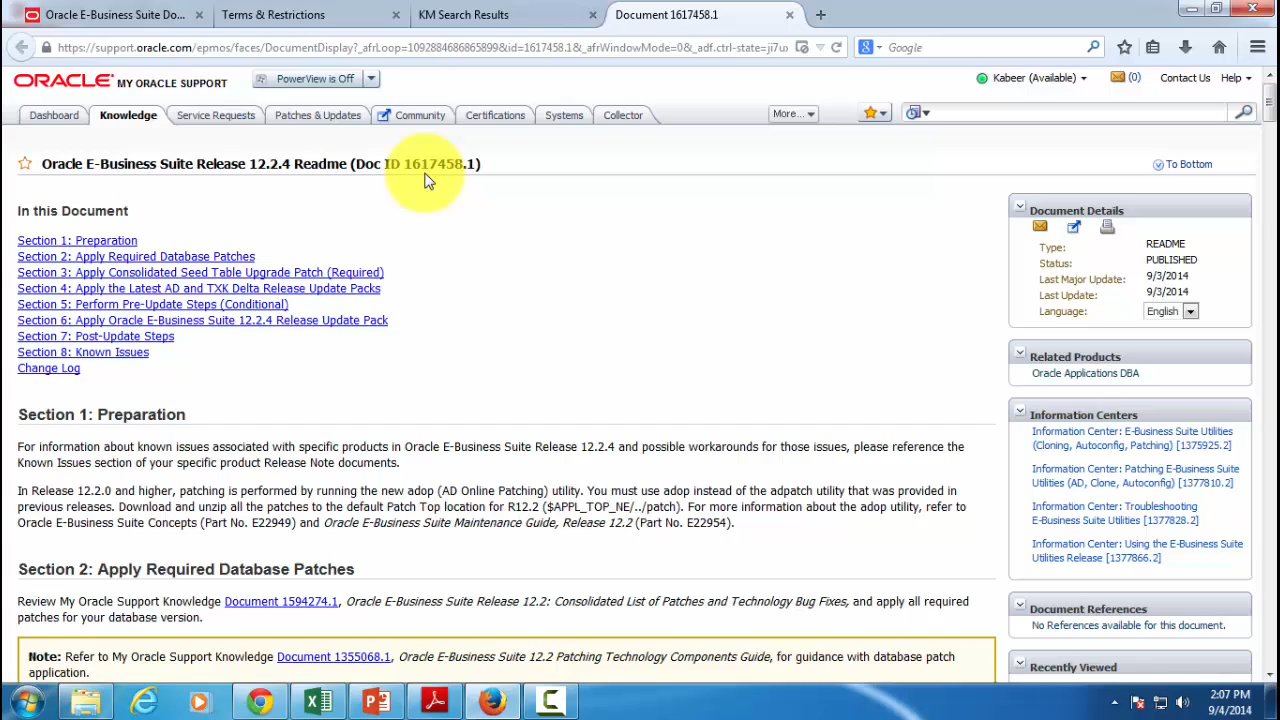 Oracle E-Business Suite Do...
Terms & Restrictions
KM Search Results
Document 1617458.1
https://support.oracle.com/epmos/faces/DocumentDisplay?_afrLoop=10928846868658998&id=1617458.1&_afrWindowMode=0&_adf.ctrl-state=ji7u
Google
ORACLE MY ORACLE SUPPORT
PowerView is Off
Kabeer (Available)
(0)
Contact Us
Help
Dashboard
Knowledge
Service Requests
Patches & Updates
Community
Certifications
Systems
Collector
More...
Oracle E-Business Suite Release 12.2.4 Readme (Doc ID 1617458.1)
To Bottom
In this Document
Section 1: Preparation
Section 2: Apply Required Database Patches
Section 3: Apply Consolidated Seed Table Upgrade Patch (Required)
Section 4: Apply the Latest AD and TXK Delta Release Update Packs
Section 5: Perform Pre-Update Steps (Conditional)
Section 6: Apply Oracle E-Business Suite 12.2.4 Release Update Pack
Section 7: Post-Update Steps
Section 8: Known Issues
Change Log
Section 1: Preparation
For information about known issues associated with specific products in Oracle E-Business Suite Release 12.2.4 and possible workarounds for those issues, please reference the
Known Issues section of your specific product Release Note documents.
In Release 12.2.0 and higher, patching is performed by running the new adop (AD Online Patching) utility. You must use adop instead of the adpatch utility that was provided in
previous releases. Download and unzip all the patches to the default Patch Top location for R12.2 ($APPL_TOP_NE/../patch). For more information about the adop utility, refer to
Oracle E-Business Suite Concepts (Part No. E22949) and Oracle E-Business Suite Maintenance Guide, Release 12.2 (Part No. E22954).
Section 2: Apply Required Database Patches
Review My Oracle Support Knowledge Document 1594274.1, Oracle E-Business Suite Release 12.2: Consolidated List of Patches and Technology Bug Fixes, and apply all required
patches for your database version.
Note: Refer to My Oracle Support Knowledge Document 1355068.1, Oracle E-Business Suite 12.2 Patching Technology Components Guide, for guidance with database patch
application.
Document Details
Type: README
Status: PUBLISHED
Last Major Update: 9/3/2014
Last Update: 9/3/2014
Language: English
Related Products
Oracle Applications DBA
Information Centers
Information Center: E-Business Suite Utilities
(Cloning, Autoconfig, Patching) [1375925.2]
Information Center: Patching E-Business Suite
Utilities (AD, Clone, Autoconfig) [1377810.2]
Information Center: Troubleshooting
E-Business Suite Utilities [1377828.2]
Information Center: Using the E-Business Suite
Utilities Release [1377866.2]
Document References
No References available for this document.
Recently Viewed
2:07 PM
9/4/2014